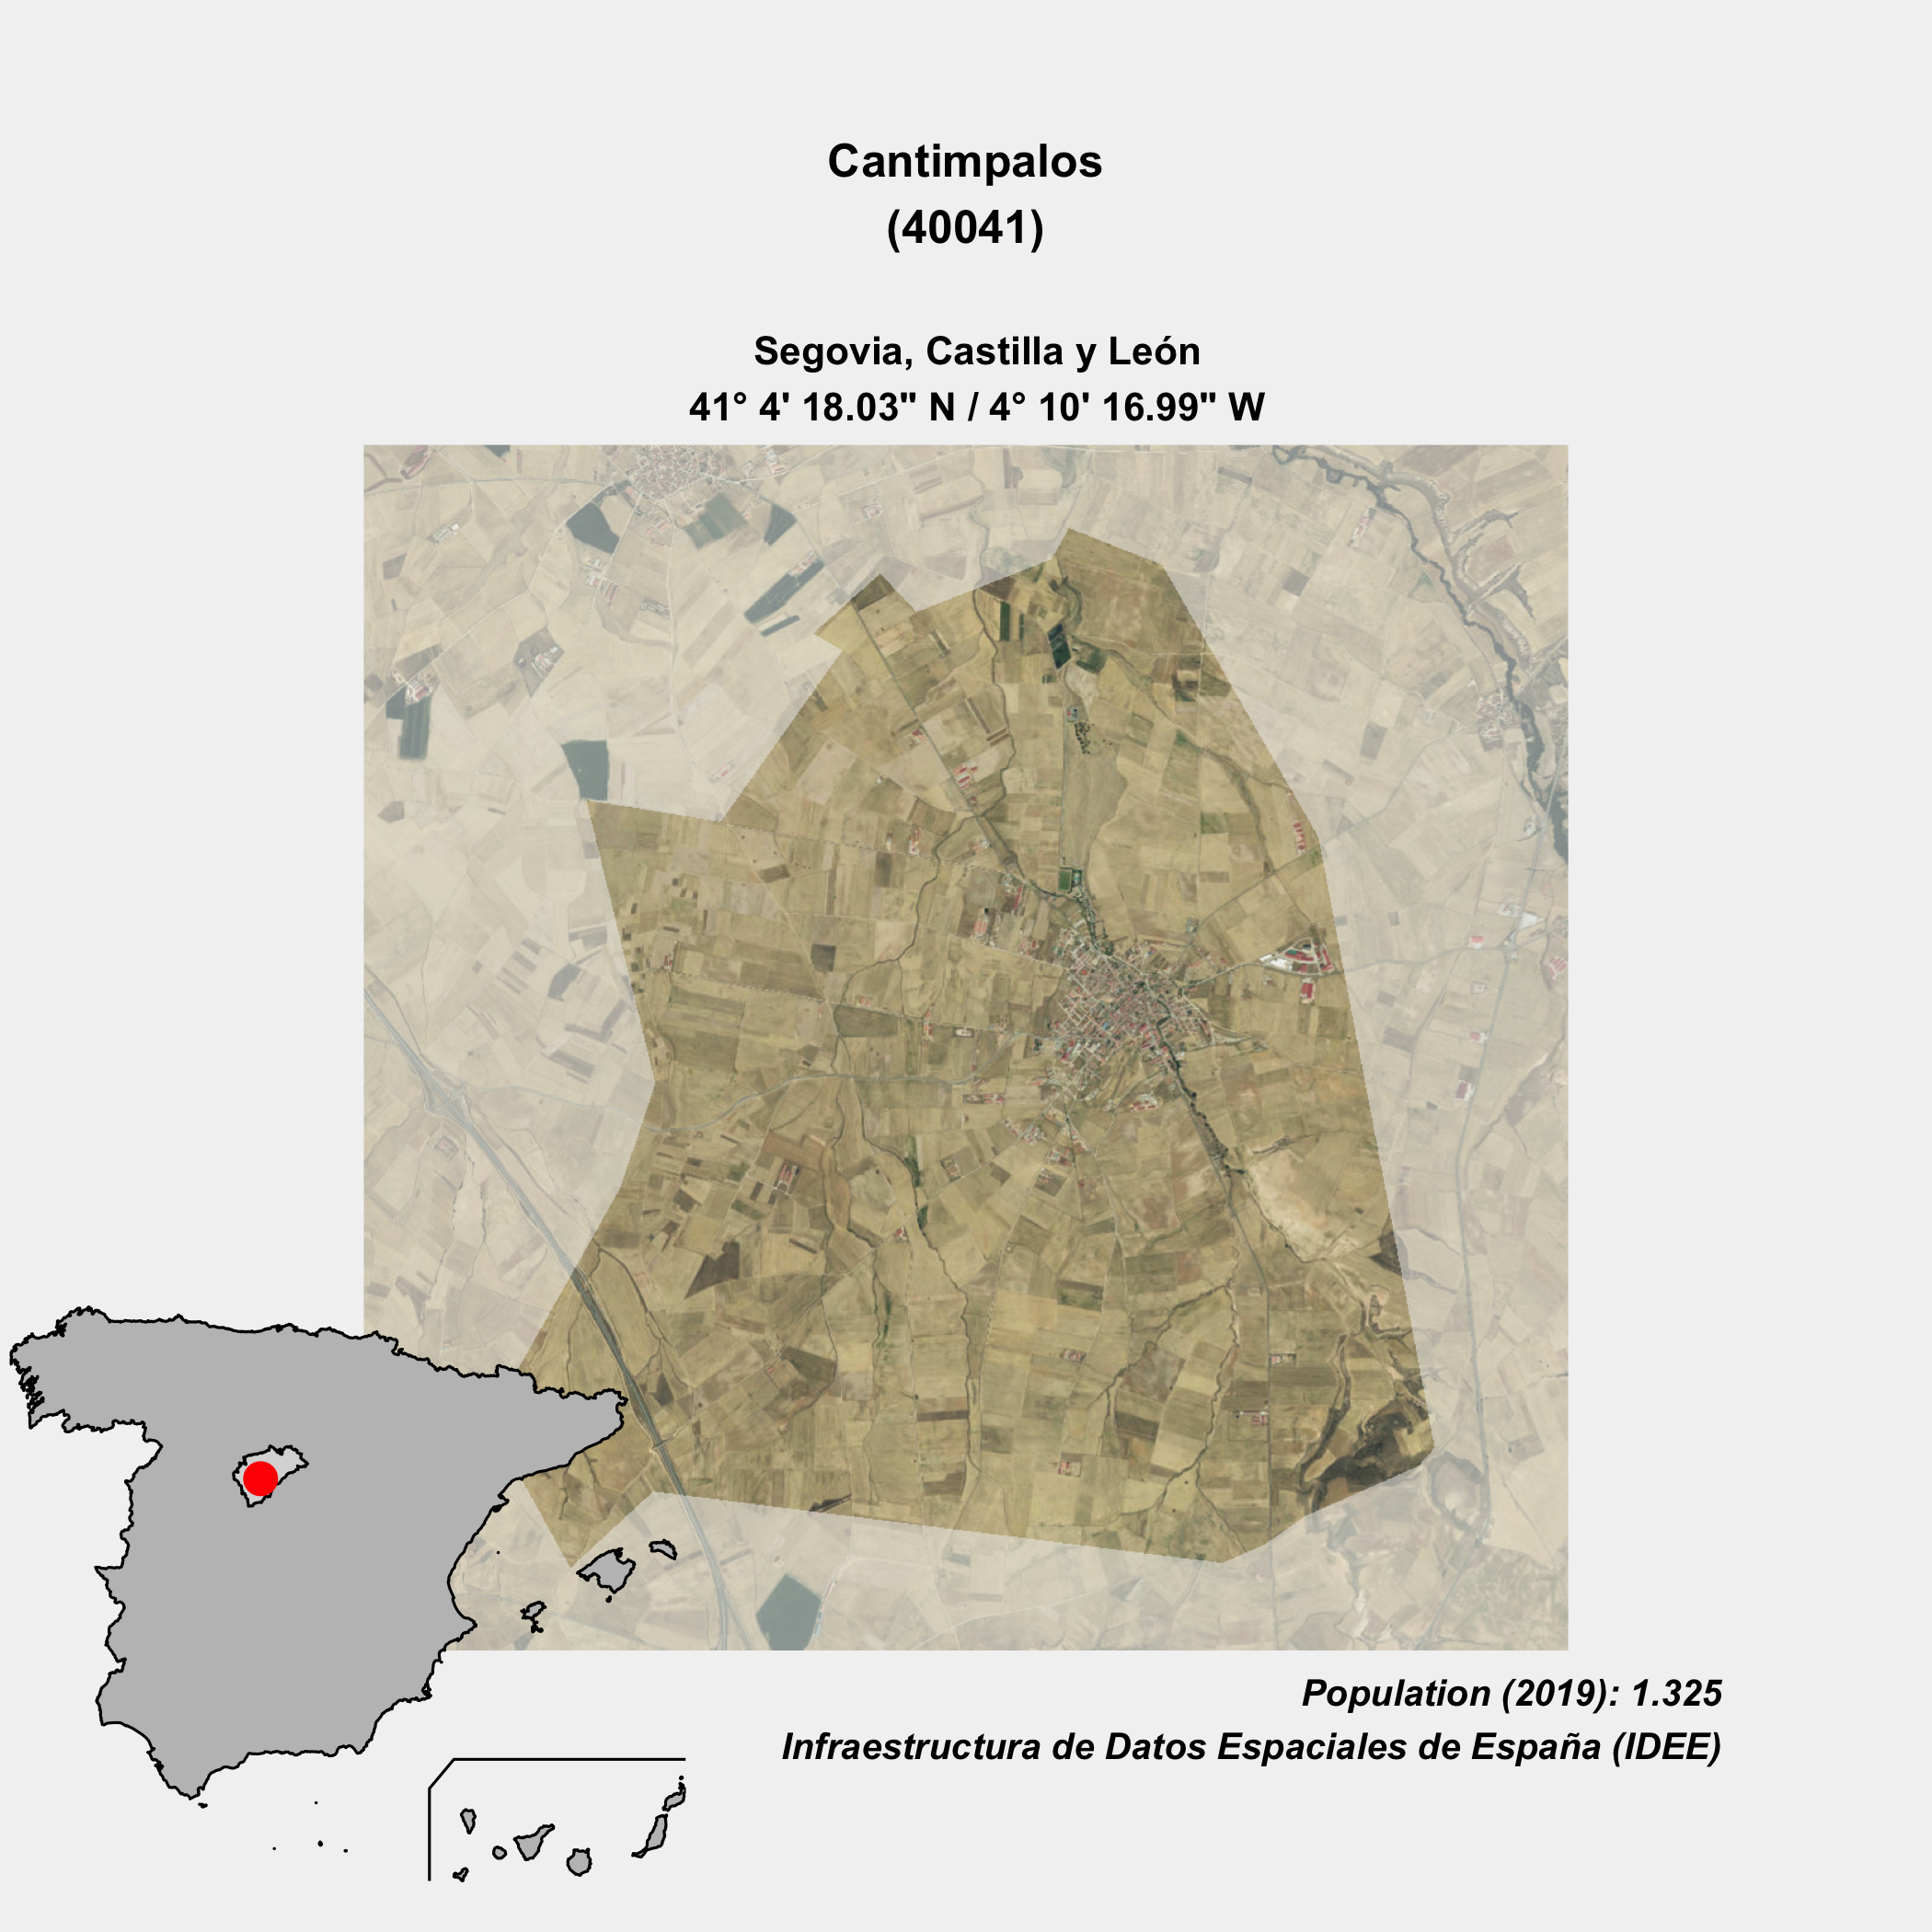 Cantimpalos
(40041)
Segovia, Castilla y León
41° 4' 18.03" N / 4° 10' 16.99" W
Population (2019): 1.325
Infraestructura de Datos Espaciales de España (IDEE)